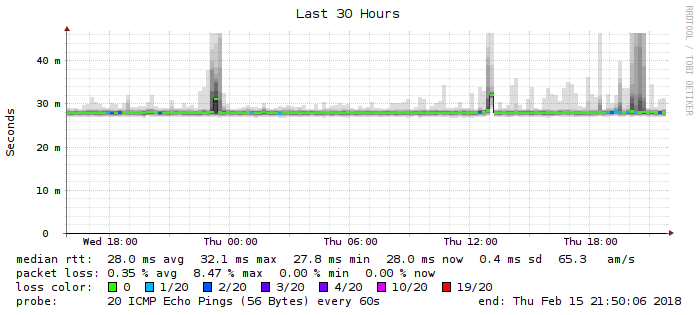 Last 30 Hours
RRDTOOL / TOBI OETIKER
Seconds
40 m
30 m
20 m
10 m
0
Wed 18:00 Thu 00:00 Thu 06:00 Thu 12:00 Thu 18:00
median rtt: 28.0 ms avg 32.1 ms max 27.8 ms min 28.0 ms now 0.4 ms sd 65.3 am/s
packet loss: 0.35 % avg 8.47 % max 0.00 % min 0.00 % now
loss color: 0 1/20 2/20 3/20 4/20 10/20 19/20
probe: 20 ICMP Echo Pings (56 Bytes) every 60s end: Thu Feb 15 21:50:06 2018